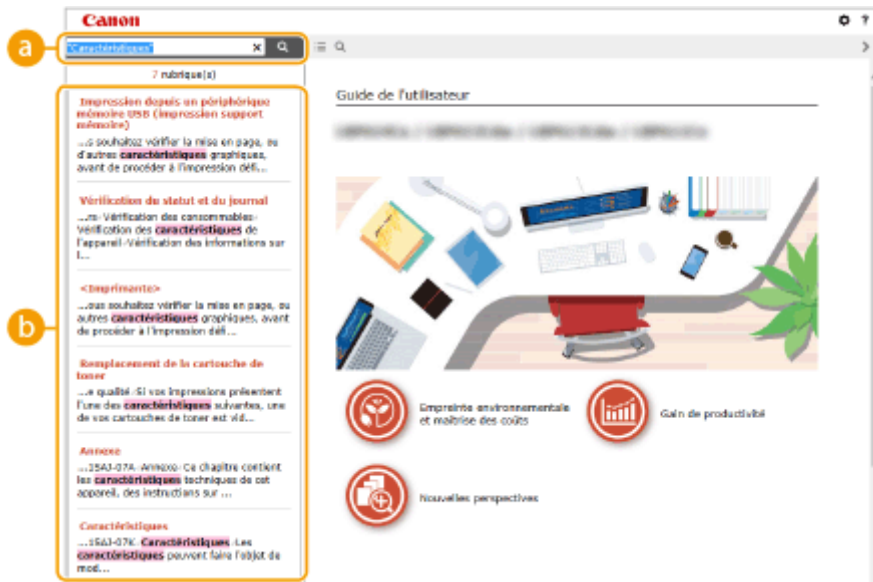 Canon
?
a
"Caractéristiques"
7 rubrique(s)
b
Impression depuis un périphérique
mémoire USB (impression support
mémoire)
...s souhaitez vérifier la mise en page, ou
d'autres caractéristiques graphiques,
avant de procéder à l'impression défi...
Vérification du statut et du journal
...rs-Vérification des consommables-
Vérification des caractéristiques de
l'appareil-Vérification des informations sur
l...
<Imprimante>
...ous souhaitez vérifier la mise en page, ou
autres caractéristiques graphiques, avant
de procéder à l'impression défi...
Remplacement de la cartouche de
toner
...e qualité-Si vos impressions présentent
l'une des caractéristiques suivantes, une
de vos cartouches de toner est vid...
Annexe
...1SAJ-07A-Annexe-Ce chapitre contient
les caractéristiques techniques de cet
appareil, des instructions sur ...
Caractéristiques
...1SAJ-07K-Caractéristiques-Les
caractéristiques peuvent faire l'objet de
mod...
Guide de l'utilisateur
Empreinte environnementale
et maîtrise des coûts
Gain de productivité
Nouvelles perspectives